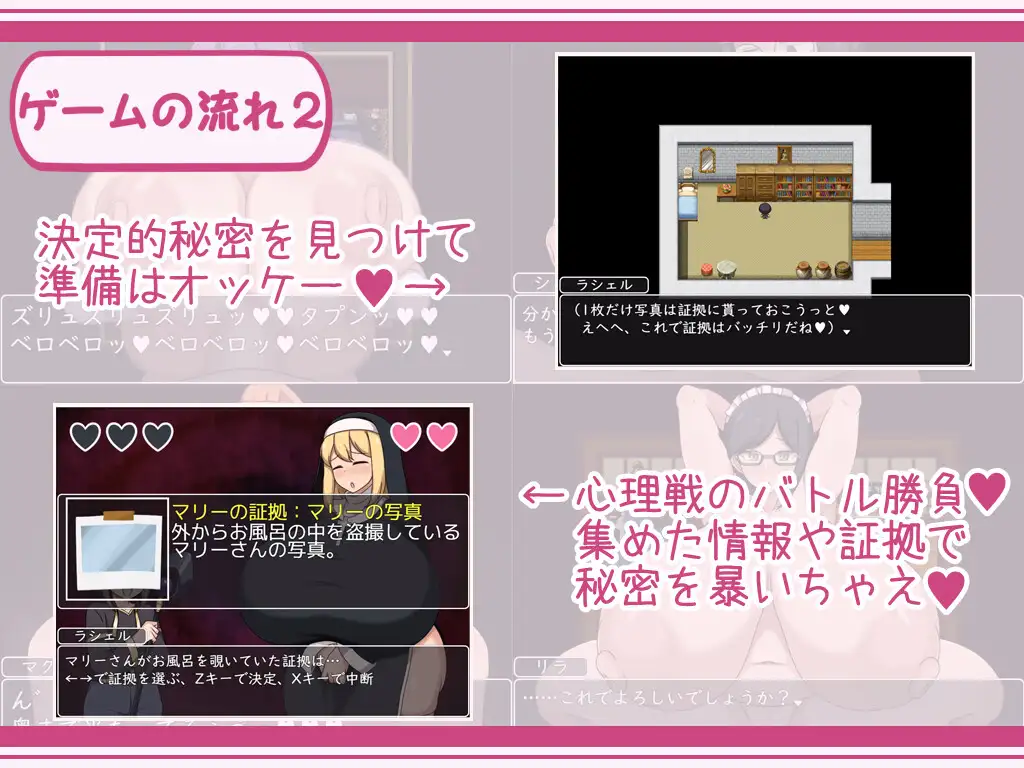 ゲームの流れ2
決定的秘密を見つけて
準備はオッケー♥→
ズリュズリュズリュッ♥♥タプンッ♥♥
ベロベロッ♥ベロベロッ♥ベロベロッ♥
シ
分か
もう
ラシェル
(1枚だけ写真は証拠に貰っておこうっと♥
えへへ、これで証拠はバッチリだね♥)
マリーの証拠:マリーの写真
外からお風呂の中を盗撮している
マリーさんの写真。
ラシェル
マリーさんがお風呂を覗いていた証拠は…
←→で証拠を選ぶ、Zキーで決定、Xキーで中断
←心理戦のバトル勝負♥
集めた情報や証拠で
秘密を暴いちゃえ♥
マク
ん゛
リラ
……これでよろしいでしょうか?